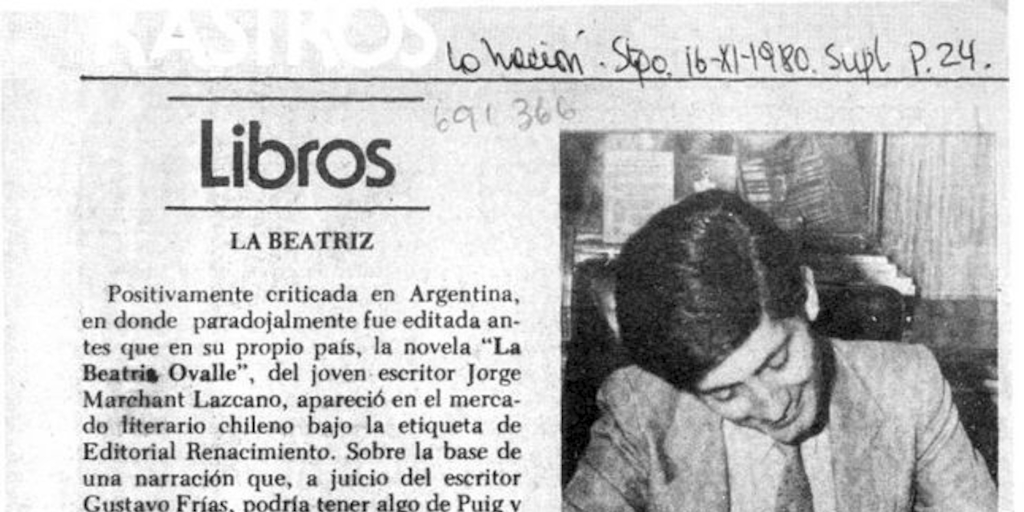 RASTROS
La Nación. Stgo. 16-XI-1980. Supl. P. 24.
691 366
Libros
LA BEATRIZ
Positivamente criticada en Argentina,
en donde paradojalmente fue editada an-
tes que en su propio país, la novela “La
Beatriz Ovalle”, del joven escritor Jorge
Marchant Lazcano, apareció en el merca-
do literario chileno bajo la etiqueta de
Editorial Renacimiento. Sobre la base de
una narración que, a juicio del escritor
Gustavo Frías, podría tener algo de Puig y